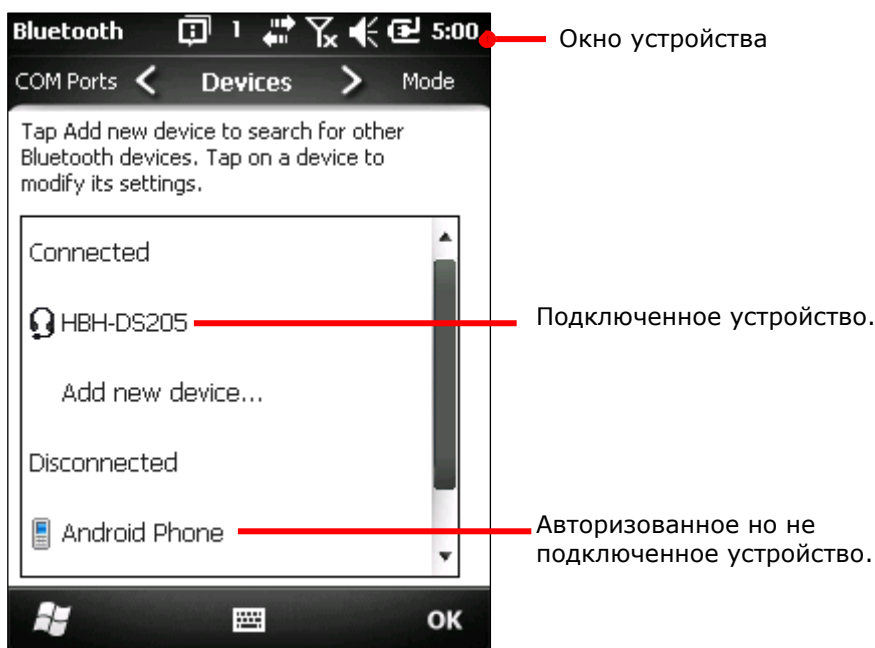 Bluetooth 1 5:00
Окно устройства
COM Ports Devices Mode
Tap Add new device to search for other
Bluetooth devices. Tap on a device to
modify its settings.
Connected
HBH-DS205
Подключенное устройство.
Add new device...
Disconnected
Android Phone
Авторизованное но не
подключенное устройство.
OK